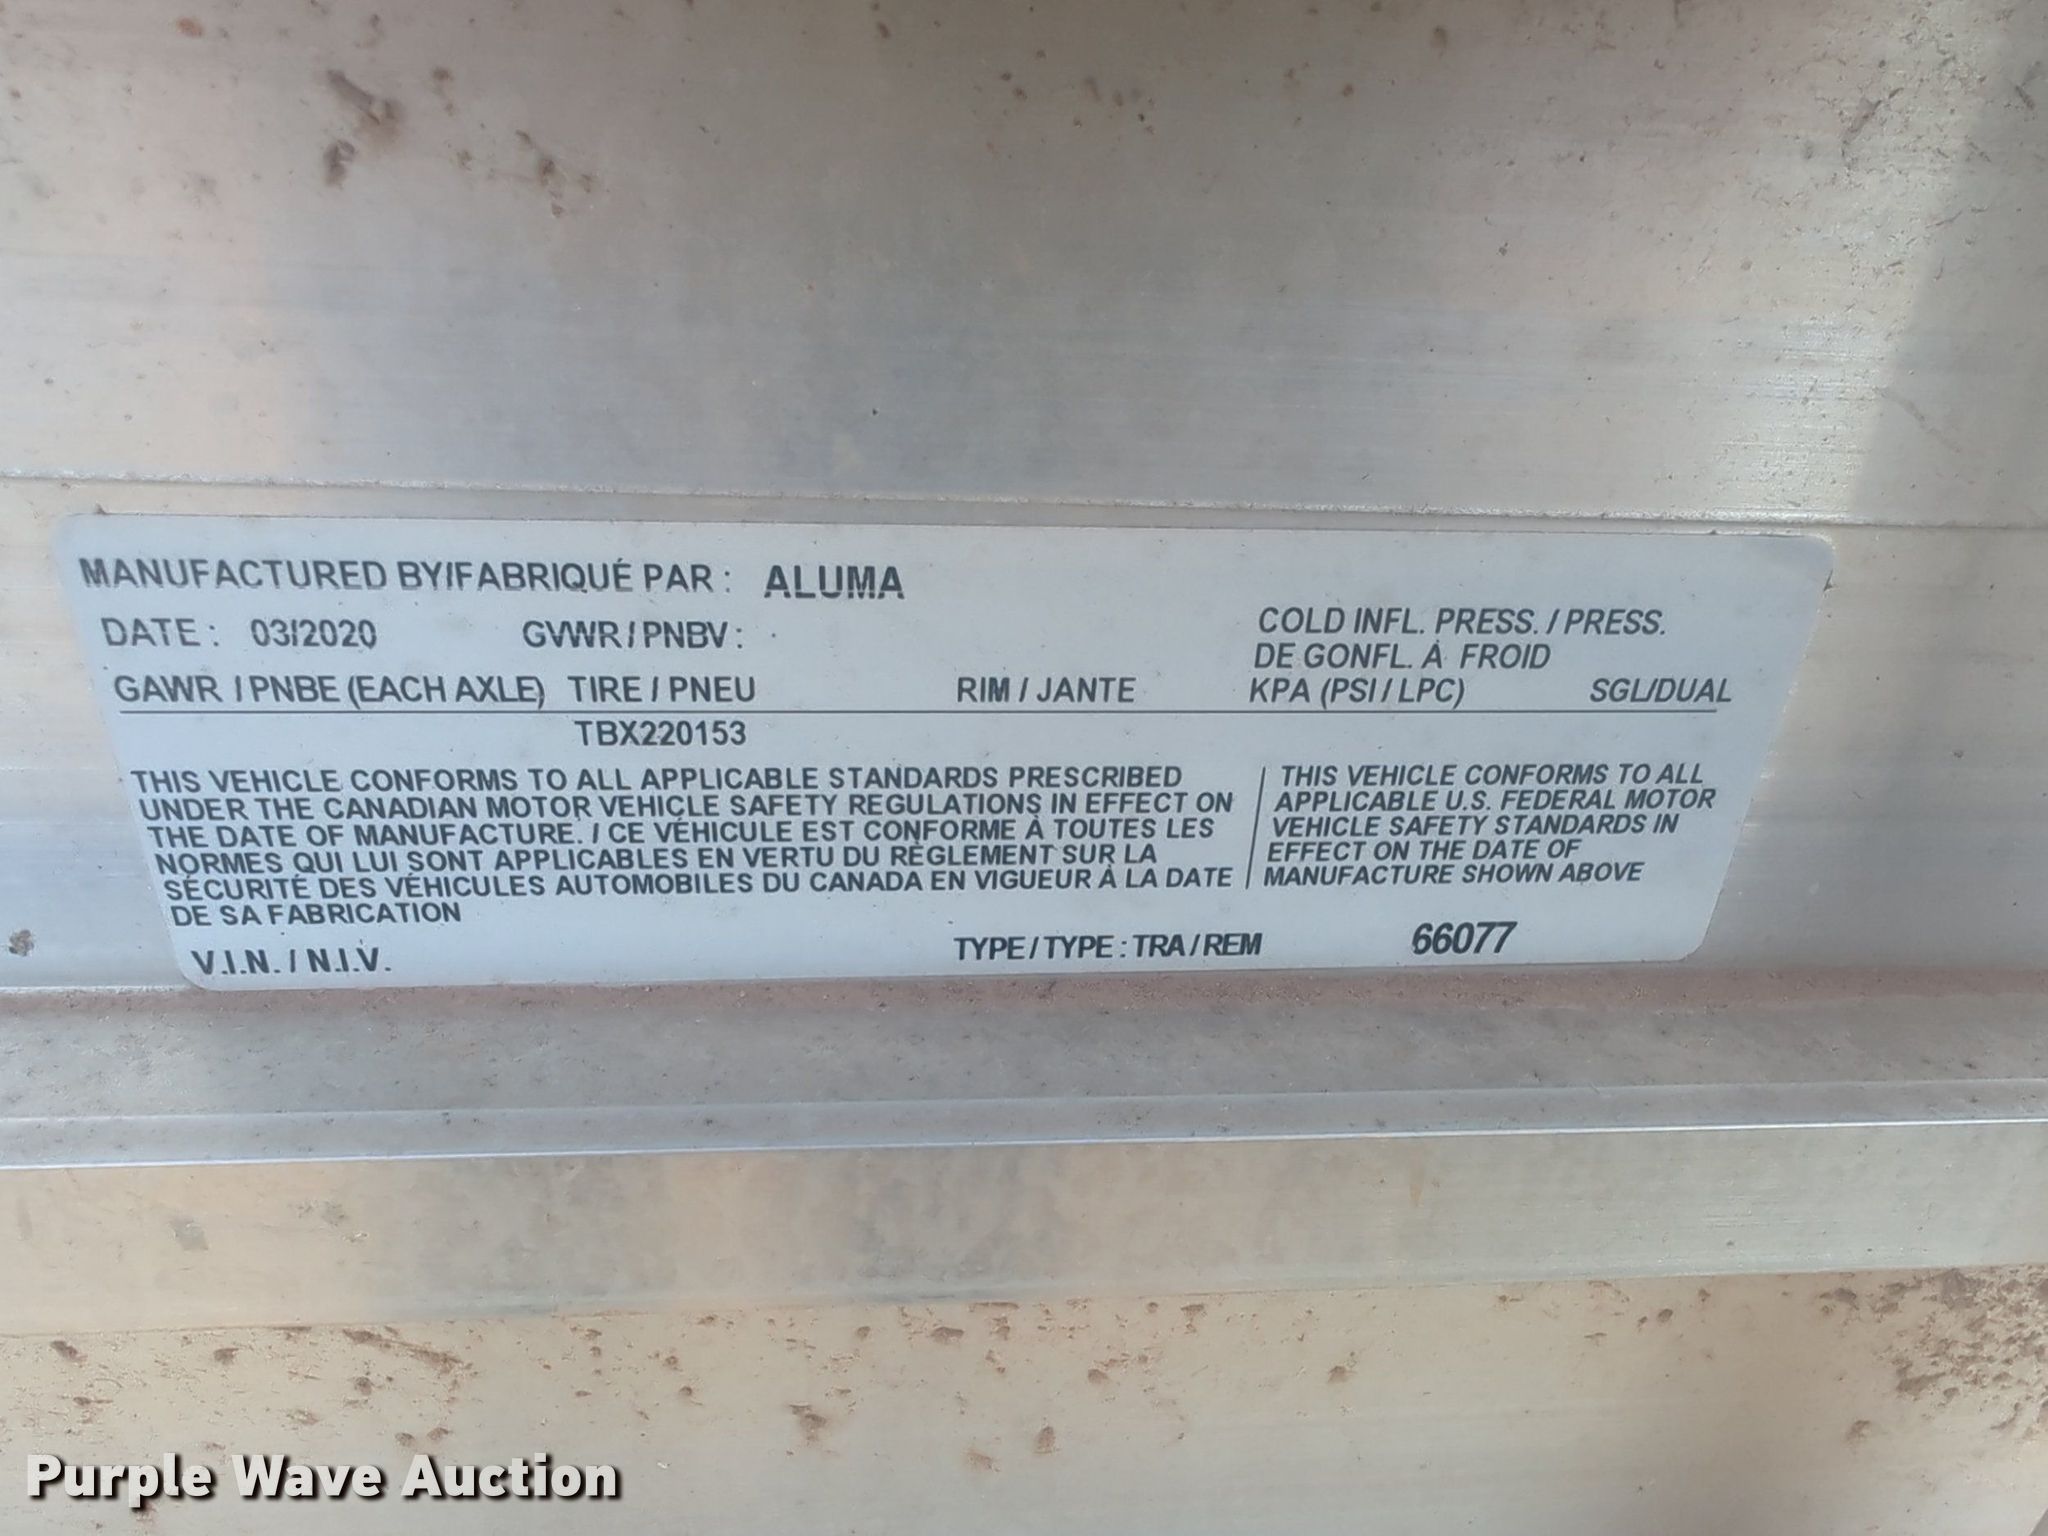 MANUFACTURED BY/FABRIQUÉ PAR : ALUMA
DATE : 03/2020 GVWR / PNBV :
COLD INFL. PRESS. / PRESS.
DE GONFL. À FROID
GAWR / PNBE (EACH AXLE) TIRE / PNEU RIM / JANTE KPA (PSI / LPC) SGL/DUAL
TBX220153
THIS VEHICLE CONFORMS TO ALL APPLICABLE STANDARDS PRESCRIBED
UNDER THE CANADIAN MOTOR VEHICLE SAFETY REGULATIONS IN EFFECT ON
THE DATE OF MANUFACTURE. / CE VÉHICULE EST CONFORME À TOUTES LES
NORMES QUI LUI SONT APPLICABLES EN VERTU DU RÈGLEMENT SUR LA
SÉCURITÉ DES VÉHICULES AUTOMOBILES DU CANADA EN VIGUEUR À LA DATE
DE SA FABRICATION
THIS VEHICLE CONFORMS TO ALL
APPLICABLE U.S. FEDERAL MOTOR
VEHICLE SAFETY STANDARDS IN
EFFECT ON THE DATE OF
MANUFACTURE SHOWN ABOVE
V.I.N. / N.I.V. TYPE / TYPE : TRA / REM 66077
Purple Wave Auction